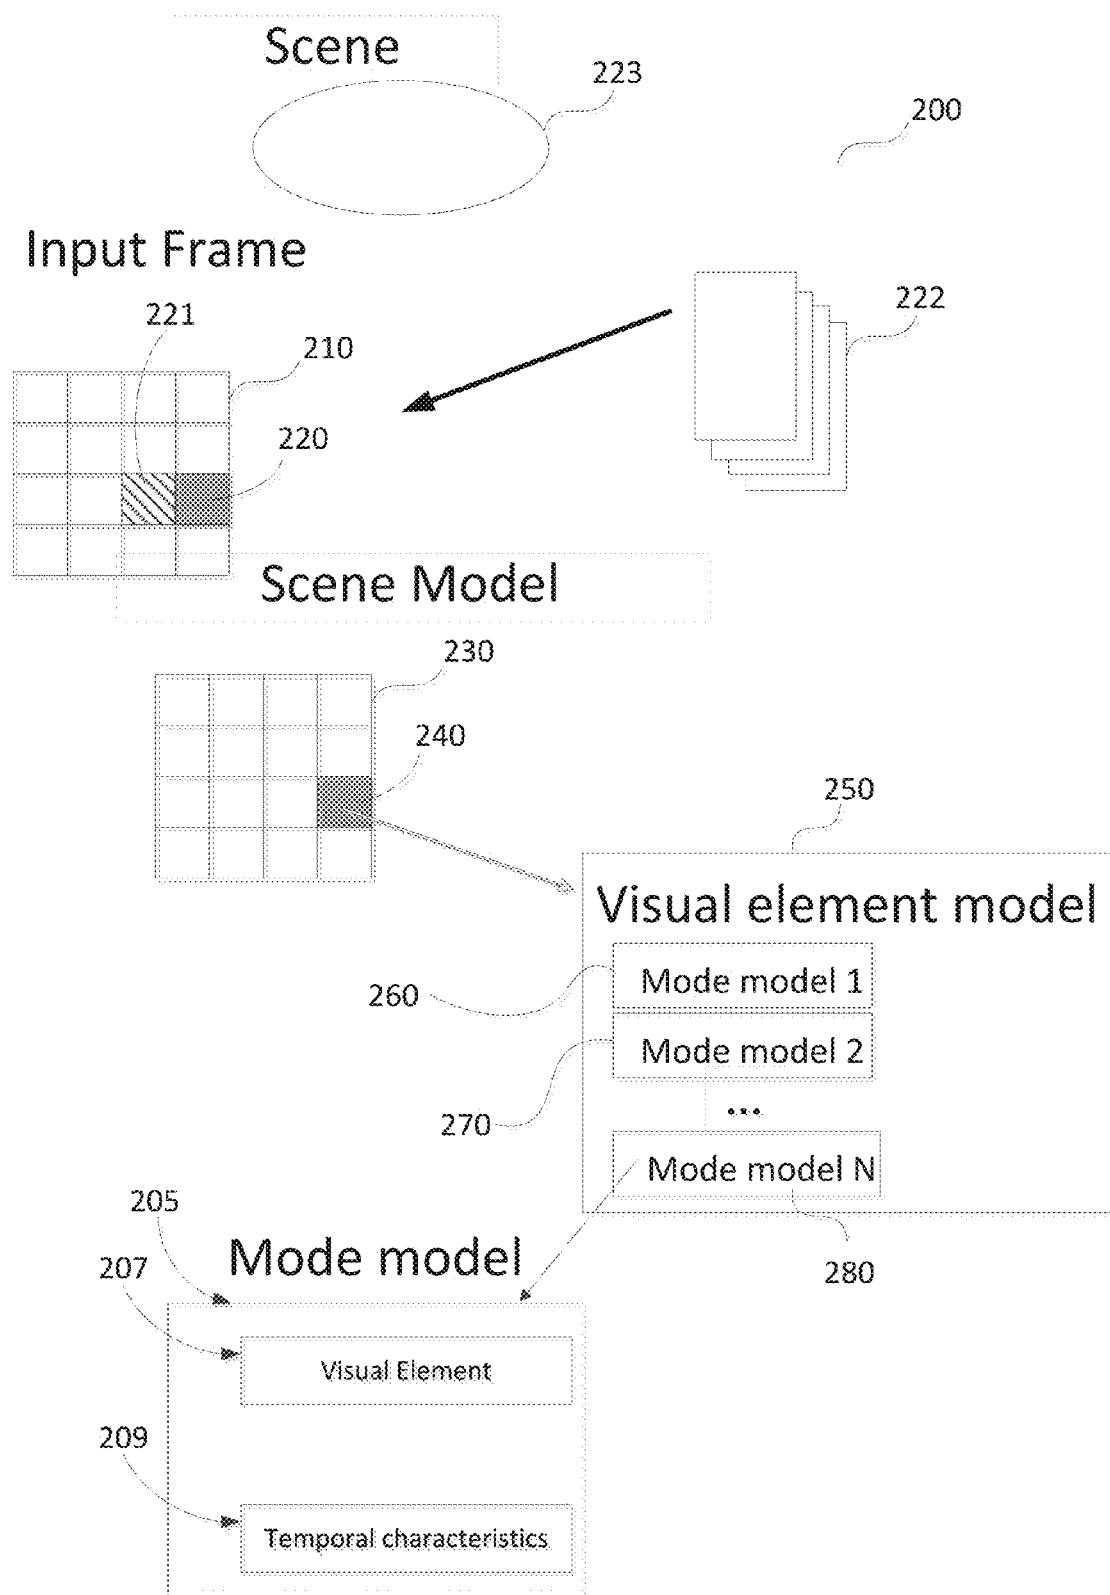 Scene
223
200
Input Frame
222
221
210
220
Scene Model
230
240
250
Visual element model
Mode model 1
260
Mode model 2
270
...
Mode model N
205
Mode model
207
280
Visual Element
209
Temporal characteristics